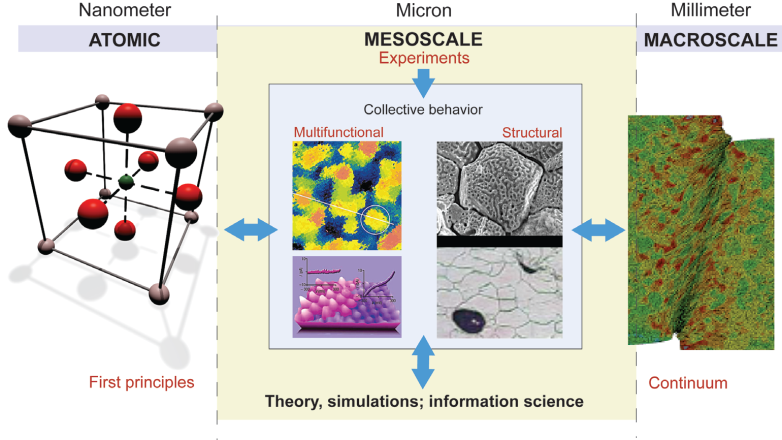 Nanometer
Micron
Millimeter
ATOMIC
MESOSCALE
MACROSCALE
Experiments
Collective behavior
Multifunctional
Structural
First principles
Continuum
Theory, simulations; information science